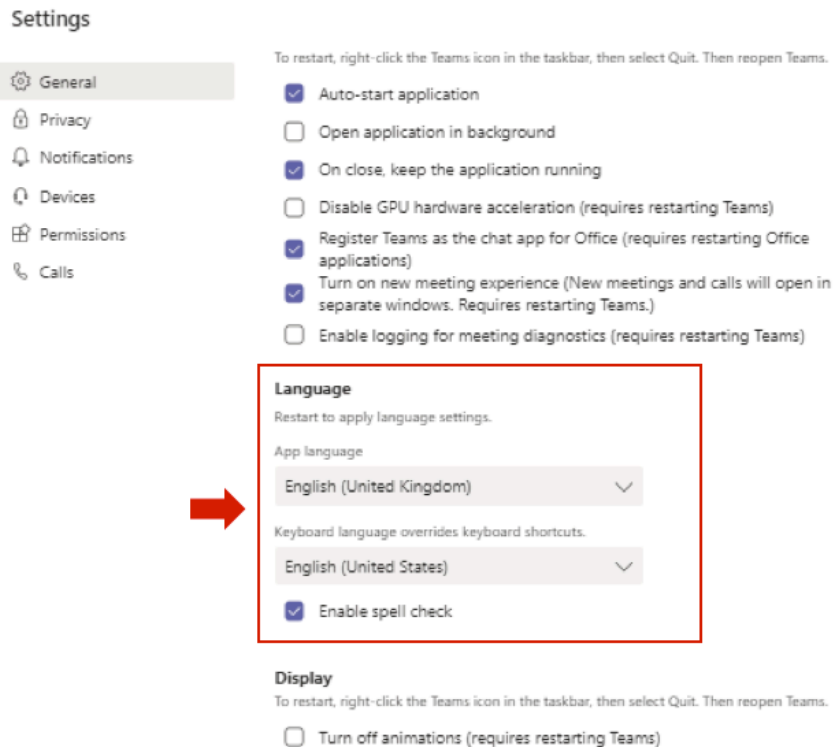 Settings
General
Privacy
Notifications
Devices
Permissions
Calls
To restart, right-click the Teams icon in the taskbar, then select Quit. Then reopen Teams.
Auto-start application
Open application in background
On close, keep the application running
Disable GPU hardware acceleration (requires restarting Teams)
Register Teams as the chat app for Office (requires restarting Office
applications)
Turn on new meeting experience (New meetings and calls will open in
separate windows. Requires restarting Teams.)
Enable logging for meeting diagnostics (requires restarting Teams)
Language
Restart to apply language settings.
App language
English (United Kingdom)
Keyboard language overrides keyboard shortcuts.
English (United States)
Enable spell check
Display
To restart, right-click the Teams icon in the taskbar, then select Quit. Then reopen Teams.
Turn off animations (requires restarting Teams)